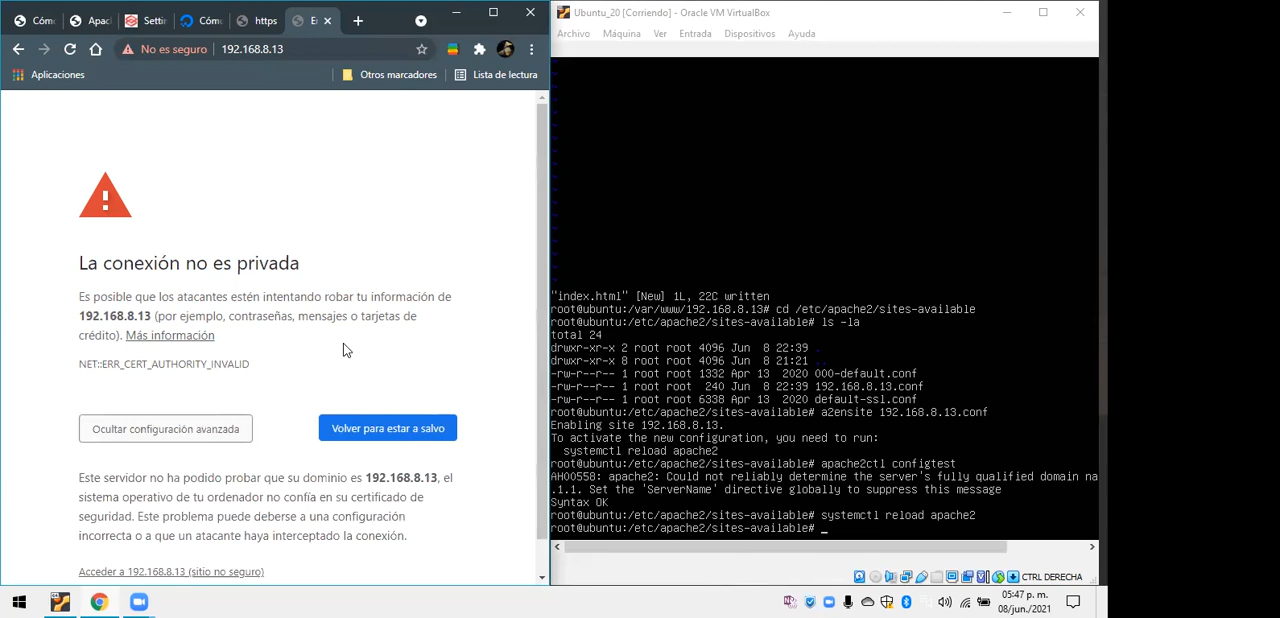 Cómo
Apac
Settin
Cómo
https
Er
No es seguro
192.168.8.13
Aplicaciones
Otros marcadores
Lista de lectura
La conexión no es privada
Es posible que los atacantes estén intentando robar tu información de
192.168.8.13 (por ejemplo, contraseñas, mensajes o tarjetas de
crédito). Más información
NET::ERR_CERT_AUTHORITY_INVALID
Ocultar configuración avanzada
Volver para estar a salvo
Este servidor no ha podido probar que su dominio es 192.168.8.13, el
sistema operativo de tu ordenador no confía en su certificado de
seguridad. Este problema puede deberse a una configuración
incorrecta o a que un atacante haya interceptado la conexión.
Acceder a 192.168.8.13 (sitio no seguro)
Ubuntu_20 [Corriendo] - Oracle VM VirtualBox
Archivo Máquina Ver Entrada Dispositivos Ayuda
"index.html" [New] 1L, 22C written
root@ubuntu:/var/www/192.168.8.13# cd /etc/apache2/sites-available
root@ubuntu:/etc/apache2/sites-available# ls -la
total 24
drwxr-xr-x 2 root root 4096 Jun  8 22:39 .
drwxr-xr-x 8 root root 4096 Jun  8 21:21 ..
-rw-r--r-- 1 root root 1332 Apr 13  2020 000-default.conf
-rw-r--r-- 1 root root  240 Jun  8 22:39 192.168.8.13.conf
-rw-r--r-- 1 root root 6338 Apr 13  2020 default-ssl.conf
root@ubuntu:/etc/apache2/sites-available# a2ensite 192.168.8.13.conf
Enabling site 192.168.8.13.
To activate the new configuration, you need to run:
  systemctl reload apache2
root@ubuntu:/etc/apache2/sites-available# apache2ctl configtest
AH00558: apache2: Could not reliably determine the server's fully qualified domain na
.1.1. Set the 'ServerName' directive globally to suppress this message
Syntax OK
root@ubuntu:/etc/apache2/sites-available# systemctl reload apache2
root@ubuntu:/etc/apache2/sites-available# _
CTRL DERECHA
05:47 p. m.
08/jun./2021